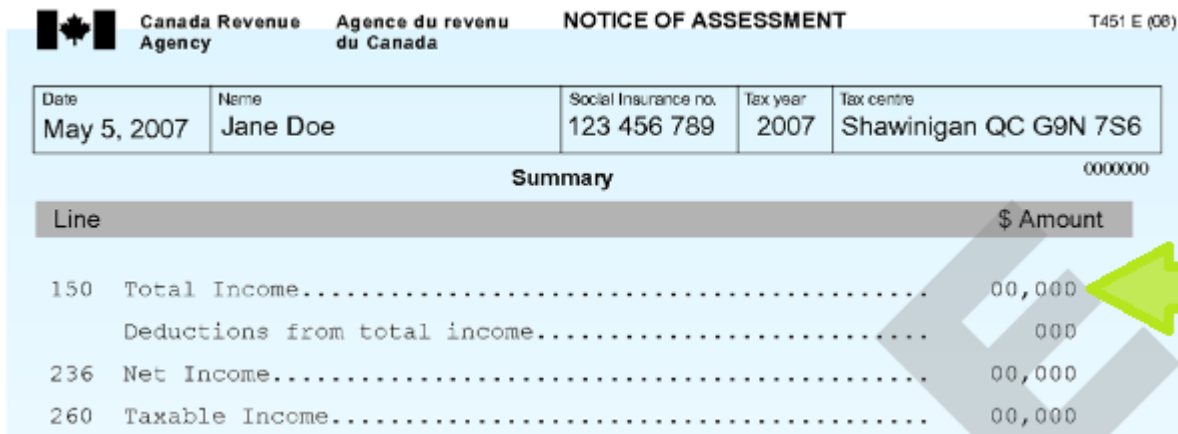 Canada Revenue Agence du revenu NOTICE OF ASSESSMENT T451 E (08)
Agency du Canada
Date Name Social Insurance no. Tax year Tax centre
May 5, 2007 Jane Doe 123 456 789 2007 Shawinigan QC G9N 7S6
Summary 0000000
Line $ Amount
150 Total Income............................................ 00,000
Deductions from total income........................... 000
236 Net Income.............................................. 00,000
260 Taxable Income.......................................... 00,000
E